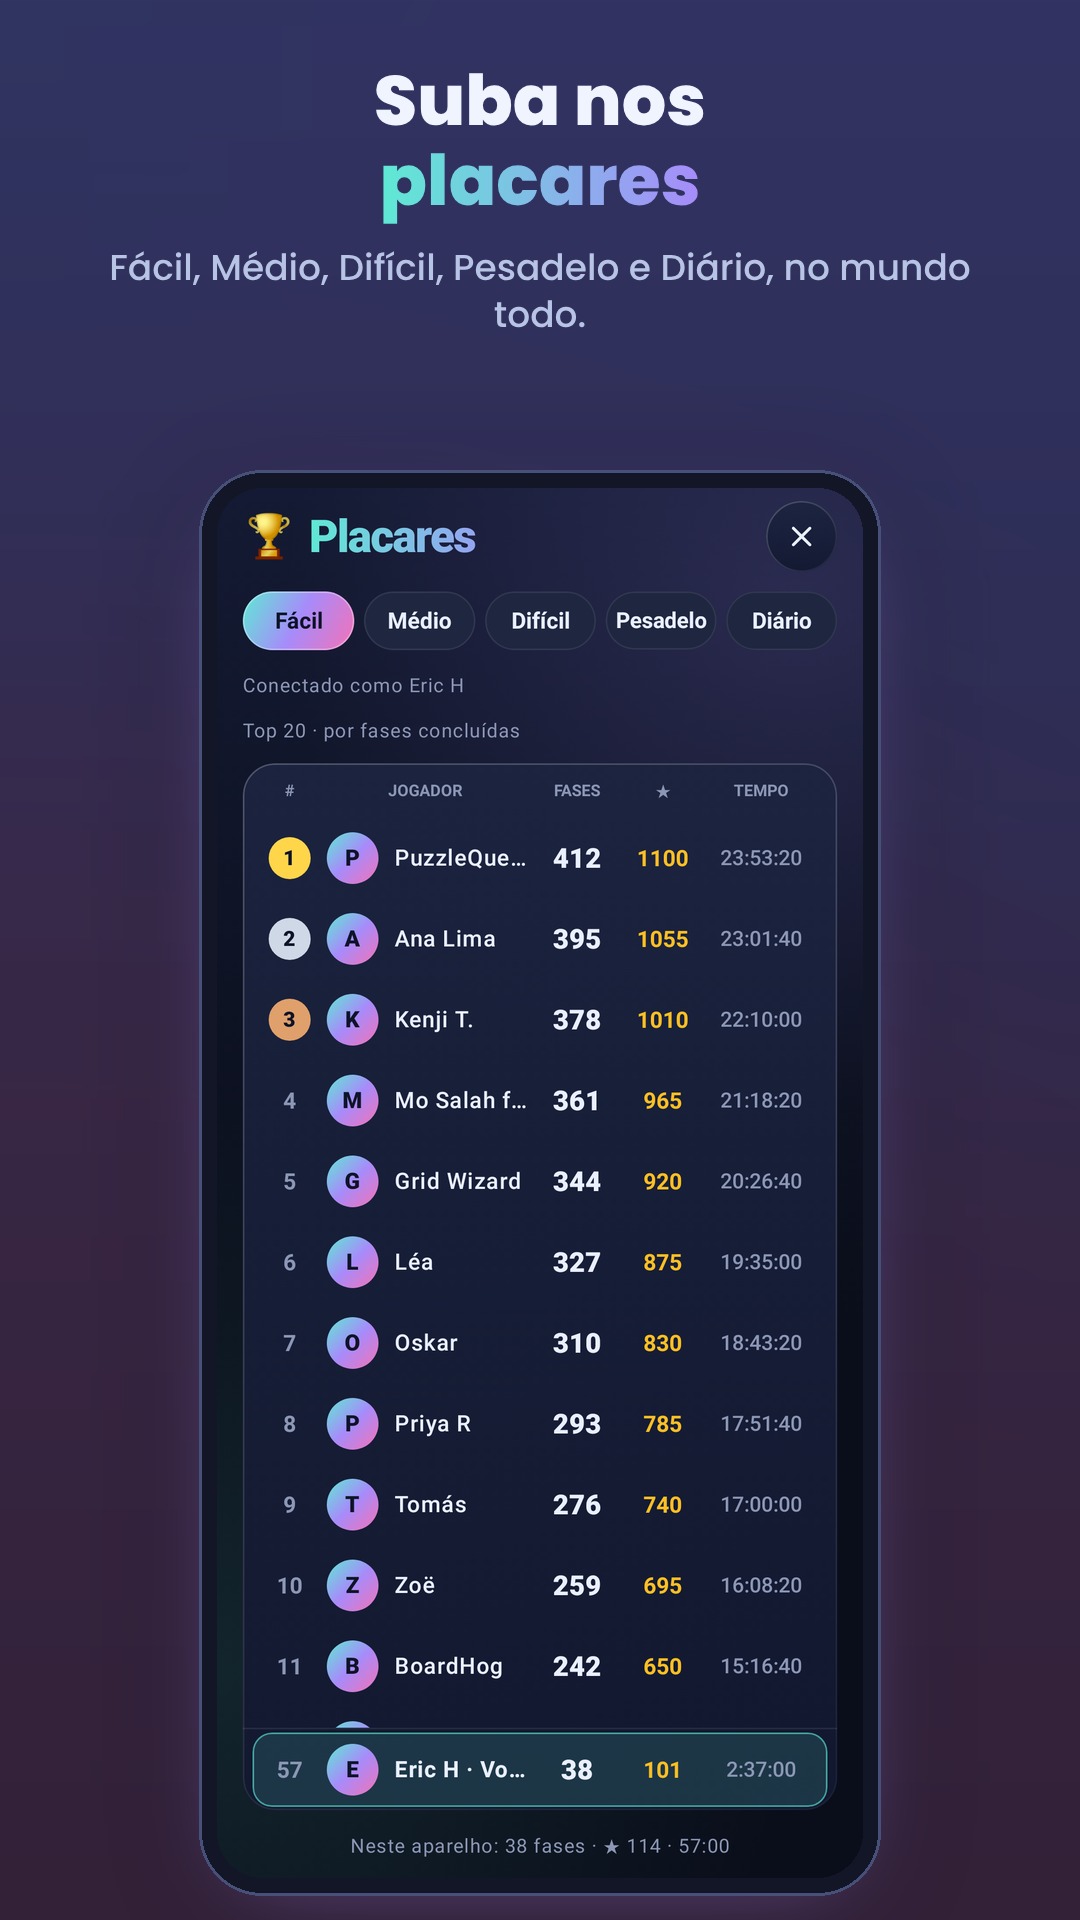 Suba nos
placares
Fácil, Médio, Difícil, Pesadelo e Diário, no mundo
todo.
🏆 Placares ✕
Fácil Médio Difícil Pesadelo Diário
Conectado como Eric H
Top 20 · por fases concluídas
# JOGADOR FASES ★ TEMPO
1 P PuzzleQue... 412 1100 23:53:20
2 A Ana Lima 395 1055 23:01:40
3 K Kenji T. 378 1010 22:10:00
4 M Mo Salah f... 361 965 21:18:20
5 G Grid Wizard 344 920 20:26:40
6 L Léa 327 875 19:35:00
7 O Oskar 310 830 18:43:20
8 P Priya R 293 785 17:51:40
9 T Tomás 276 740 17:00:00
10 Z Zoë 259 695 16:08:20
11 B BoardHog 242 650 15:16:40
57 E Eric H · Vo... 38 101 2:37:00
Neste aparelho: 38 fases · ★ 114 · 57:00